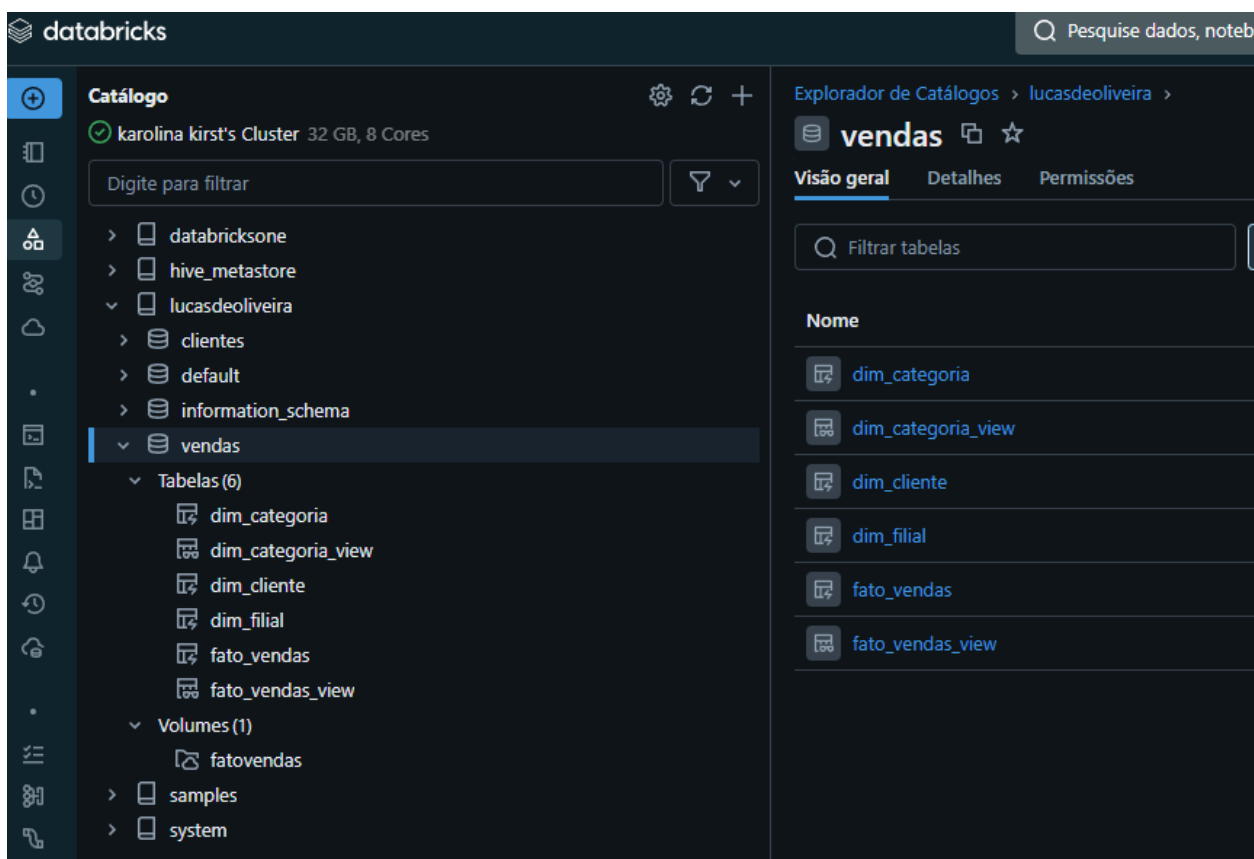 databricks
Pesquise dados, noteb
Catálogo
karolina kirst's Cluster 32 GB, 8 Cores
Digite para filtrar
databricksone
hive_metastore
lucasdeoliveira
clientes
default
information_schema
vendas
Tabelas (6)
dim_categoria
dim_categoria_view
dim_cliente
dim_filial
fato_vendas
fato_vendas_view
Volumes (1)
fatovendas
samples
system
Explorador de Catálogos > lucasdeoliveira >
vendas
Visão geral Detalhes Permissões
Filtrar tabelas
Nome
dim_categoria
dim_categoria_view
dim_cliente
dim_filial
fato_vendas
fato_vendas_view